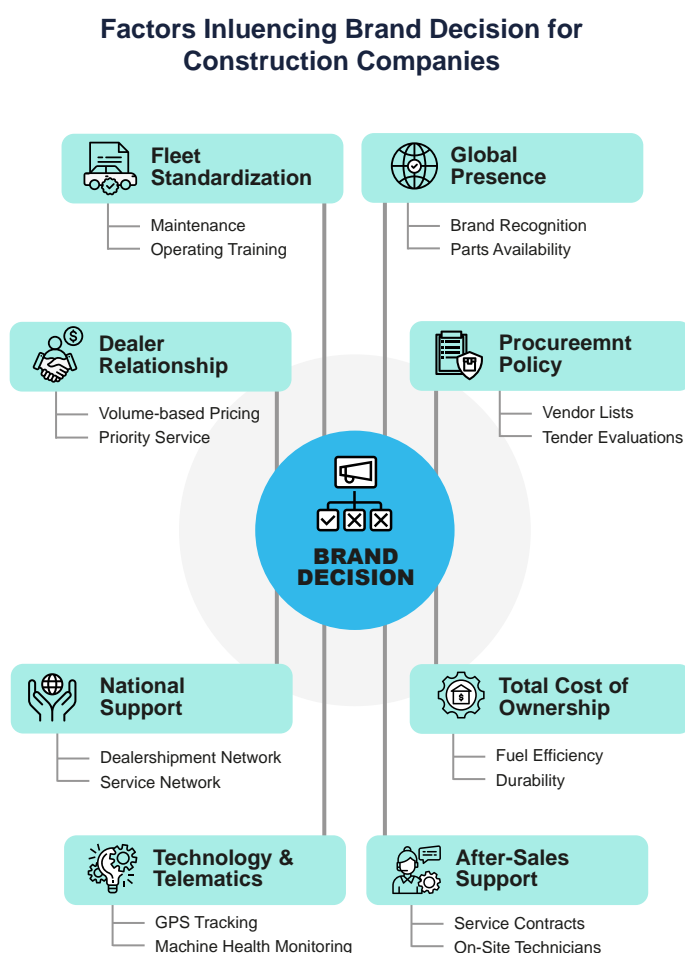 Factors Inluencing Brand Decision for
Construction Companies
Fleet
Standardization
Maintenance
Operating Training
Global
Presence
Brand Recognition
Parts Availability
Dealer
Relationship
Volume-based Pricing
Priority Service
Procureemnt
Policy
Vendor Lists
Tender Evaluations
BRAND
DECISION
National
Support
Dealershipment Network
Service Network
Total Cost of
Ownership
Fuel Efficiency
Durability
Technology &
Telematics
GPS Tracking
Machine Health Monitoring
After-Sales
Support
Service Contracts
On-Site Technicians